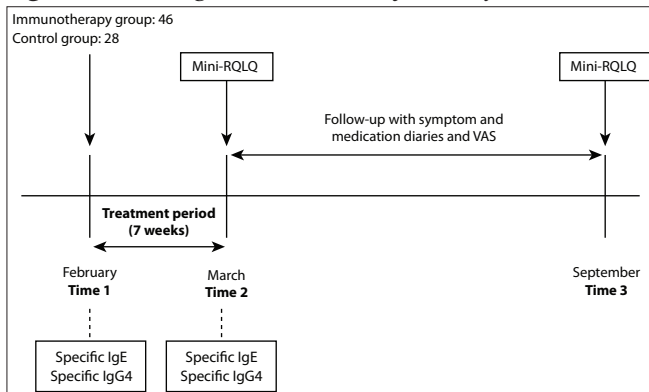 Immunotherapy group: 46
Control group: 28
Mini-RQLQ
Mini-RQLQ
Follow-up with symptom and
medication diaries and VAS
Treatment period
(7 weeks)
February
Time 1
March
Time 2
September
Time 3
Specific IgE
Specific IgG4
Specific IgE
Specific IgG4